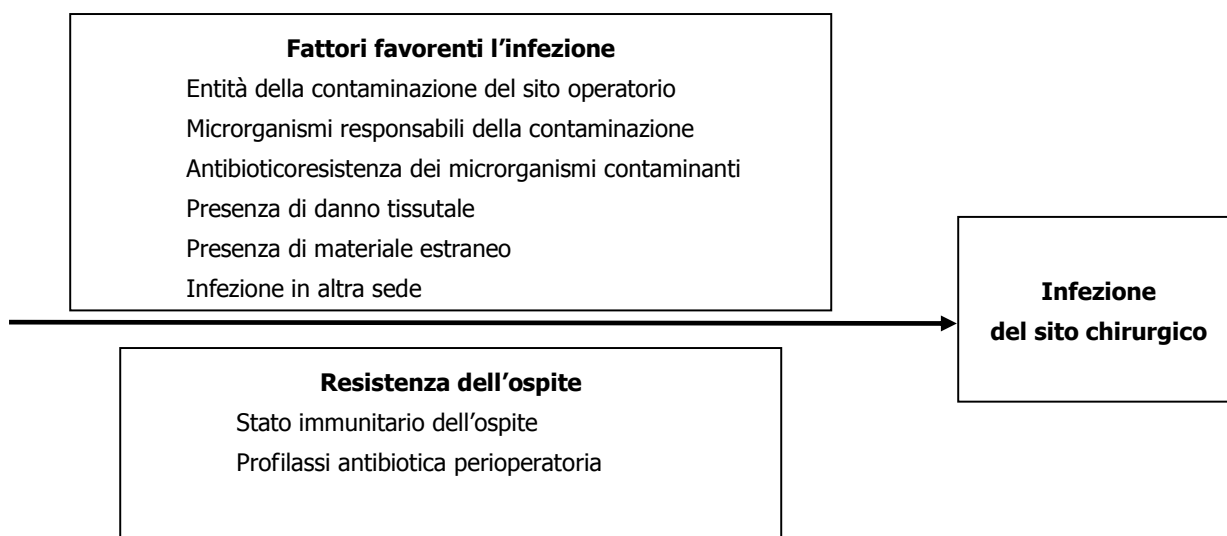 Fattori favorenti l’infezione
Entità della contaminazione del sito operatorio
Microrganismi responsabili della contaminazione
Antibioticoresistenza dei microrganismi contaminanti
Presenza di danno tissutale
Presenza di materiale estraneo
Infezione in altra sede
Infezione
del sito chirurgico
Resistenza dell’ospite
Stato immunitario dell’ospite
Profilassi antibiotica perioperatoria